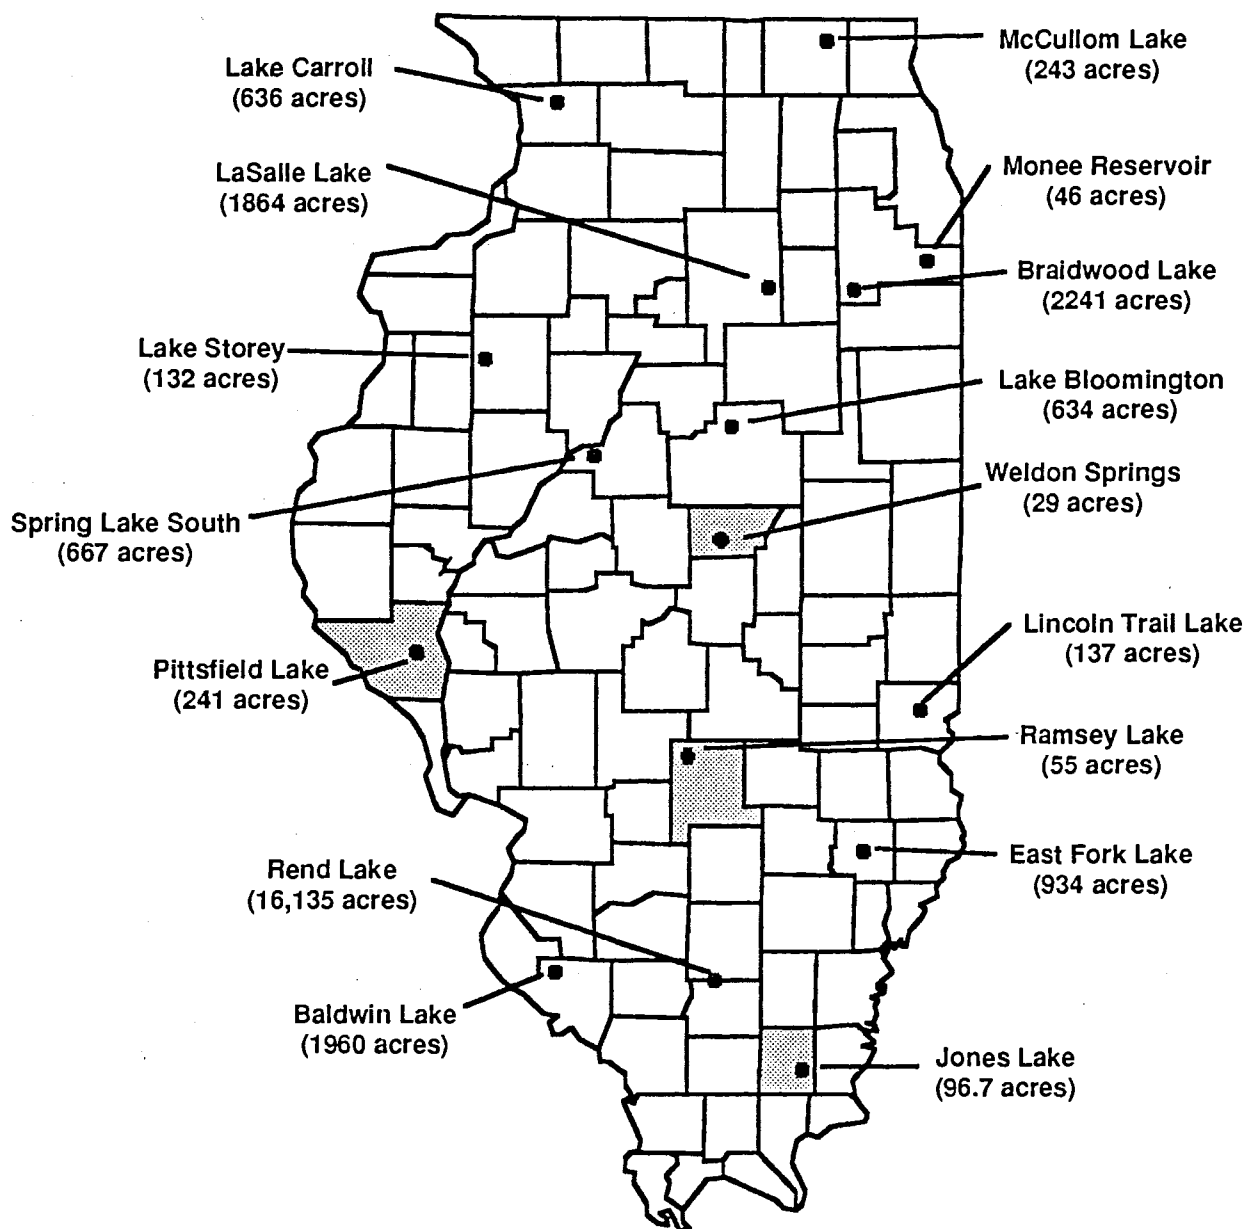 McCullom Lake
(243 acres)
Lake Carroll
(636 acres)
LaSalle Lake
(1864 acres)
Monee Reservoir
(46 acres)
Braidwood Lake
(2241 acres)
Lake Storey
(132 acres)
Lake Bloomington
(634 acres)
Weldon Springs
(29 acres)
Spring Lake South
(667 acres)
Lincoln Trail Lake
(137 acres)
Pittsfield Lake
(241 acres)
Ramsey Lake
(55 acres)
East Fork Lake
(934 acres)
Rend Lake
(16,135 acres)
Baldwin Lake
(1960 acres)
Jones Lake
(96.7 acres)